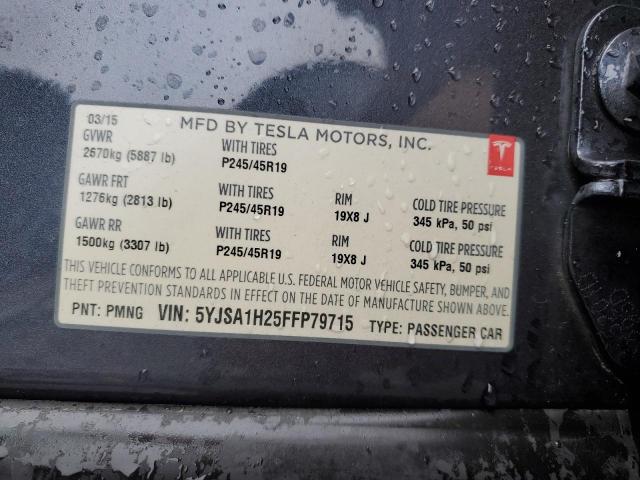 03/15
MFD BY TESLA MOTORS, INC.
GVWR
2670kg (5887 lb)
WITH TIRES
P245/45R19
TESLA
GAWR FRT
1276kg (2813 lb)
WITH TIRES
P245/45R19
RIM
19X8 J
COLD TIRE PRESSURE
345 kPa, 50 psi
GAWR RR
1500kg (3307 lb)
WITH TIRES
P245/45R19
RIM
19X8 J
COLD TIRE PRESSURE
345 kPa, 50 psi
THIS VEHICLE CONFORMS TO ALL APPLICABLE U.S. FEDERAL MOTOR VEHICLE SAFETY, BUMPER, AND
THEFT PREVENTION STANDARDS IN EFFECT ON THE DATE OF MANUFACTURE SHOWN ABOVE.
PNT: PMNG VIN: 5YJSA1H25FFP79715 TYPE: PASSENGER CAR